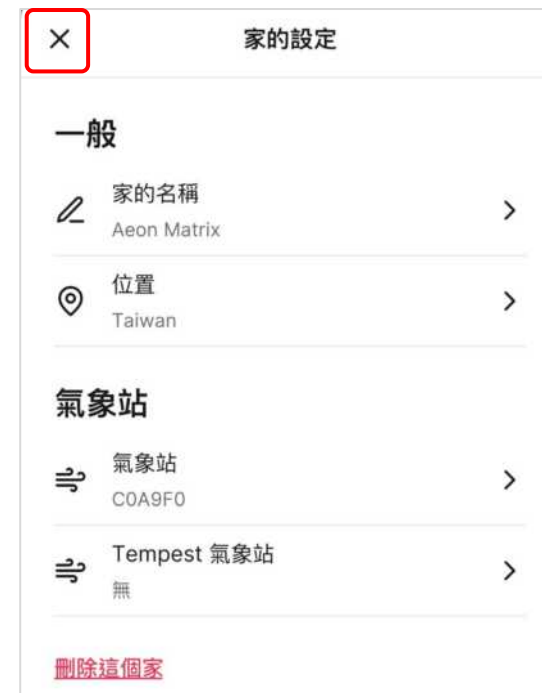 家的設定
一般
家的名稱
Aeon Matrix
位置
Taiwan
氣象站
氣象站
C0A9F0
Tempest 氣象站
無
刪除這個家